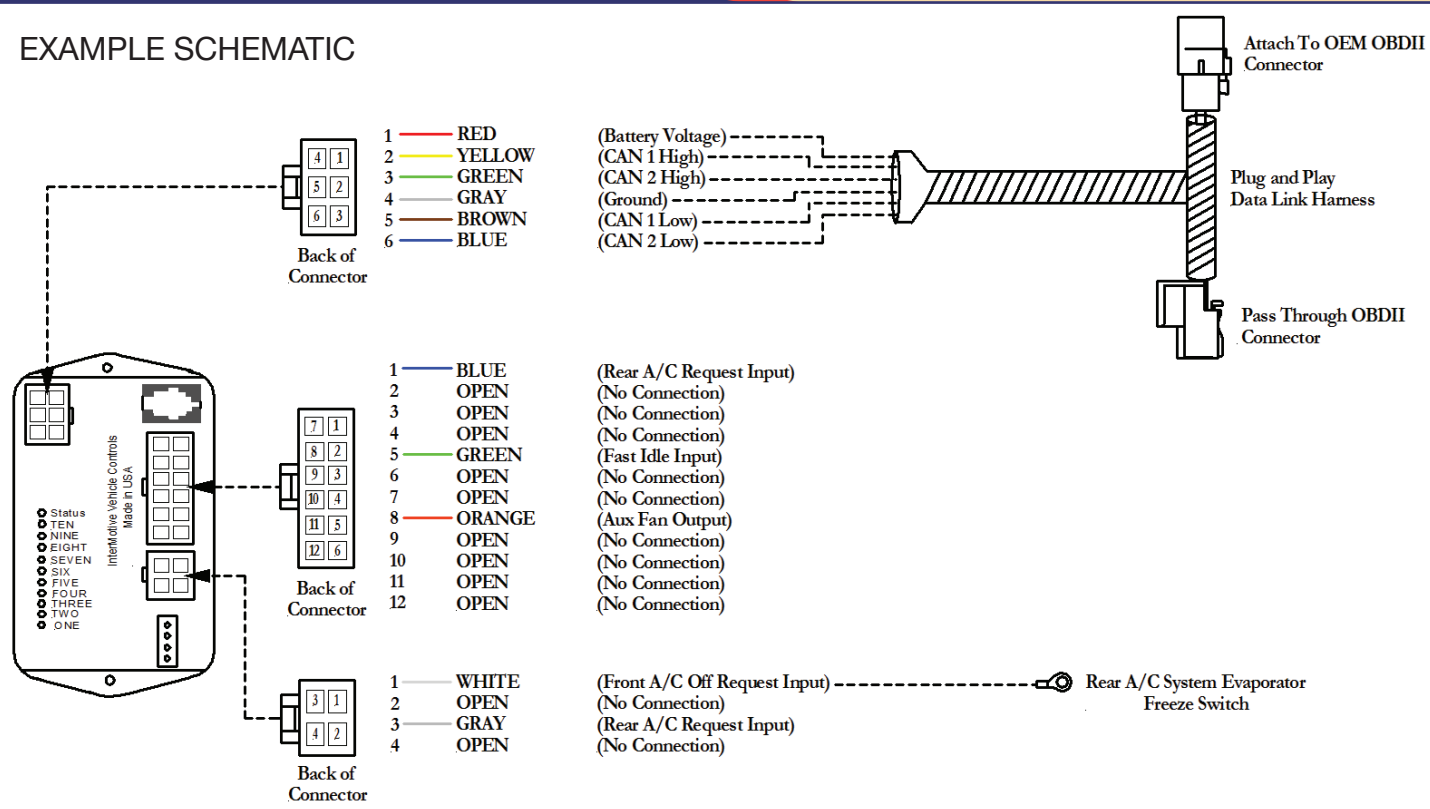 EXAMPLE SCHEMATIC
Attach To OEM OBDII
Connector
4 1
5 2
6 3
Back of
Connector
1 RED (Battery Voltage)
2 YELLOW (CAN 1 High)
3 GREEN (CAN 2 High)
4 GRAY (Ground)
5 BROWN (CAN 1 Low)
6 BLUE (CAN 2 Low)
Plug and Play
Data Link Harness
Pass Through OBDII
Connector
InterMotive Vehicle Controls
Made in USA
Status
TEN
NINE
EIGHT
SEVEN
SIX
FIVE
FOUR
THREE
TWO
ONE
7 1
8 2
9 3
10 4
11 5
12 6
Back of
Connector
1 BLUE (Rear A/C Request Input)
2 OPEN (No Connection)
3 OPEN (No Connection)
4 OPEN (No Connection)
5 GREEN (Fast Idle Input)
6 OPEN (No Connection)
7 OPEN (No Connection)
8 ORANGE (Aux Fan Output)
9 OPEN (No Connection)
10 OPEN (No Connection)
11 OPEN (No Connection)
12 OPEN (No Connection)
3 1
4 2
Back of
Connector
1 WHITE (Front A/C Off Request Input)
2 OPEN (No Connection)
3 GRAY (Rear A/C Request Input)
4 OPEN (No Connection)
Rear A/C System Evaporator
Freeze Switch